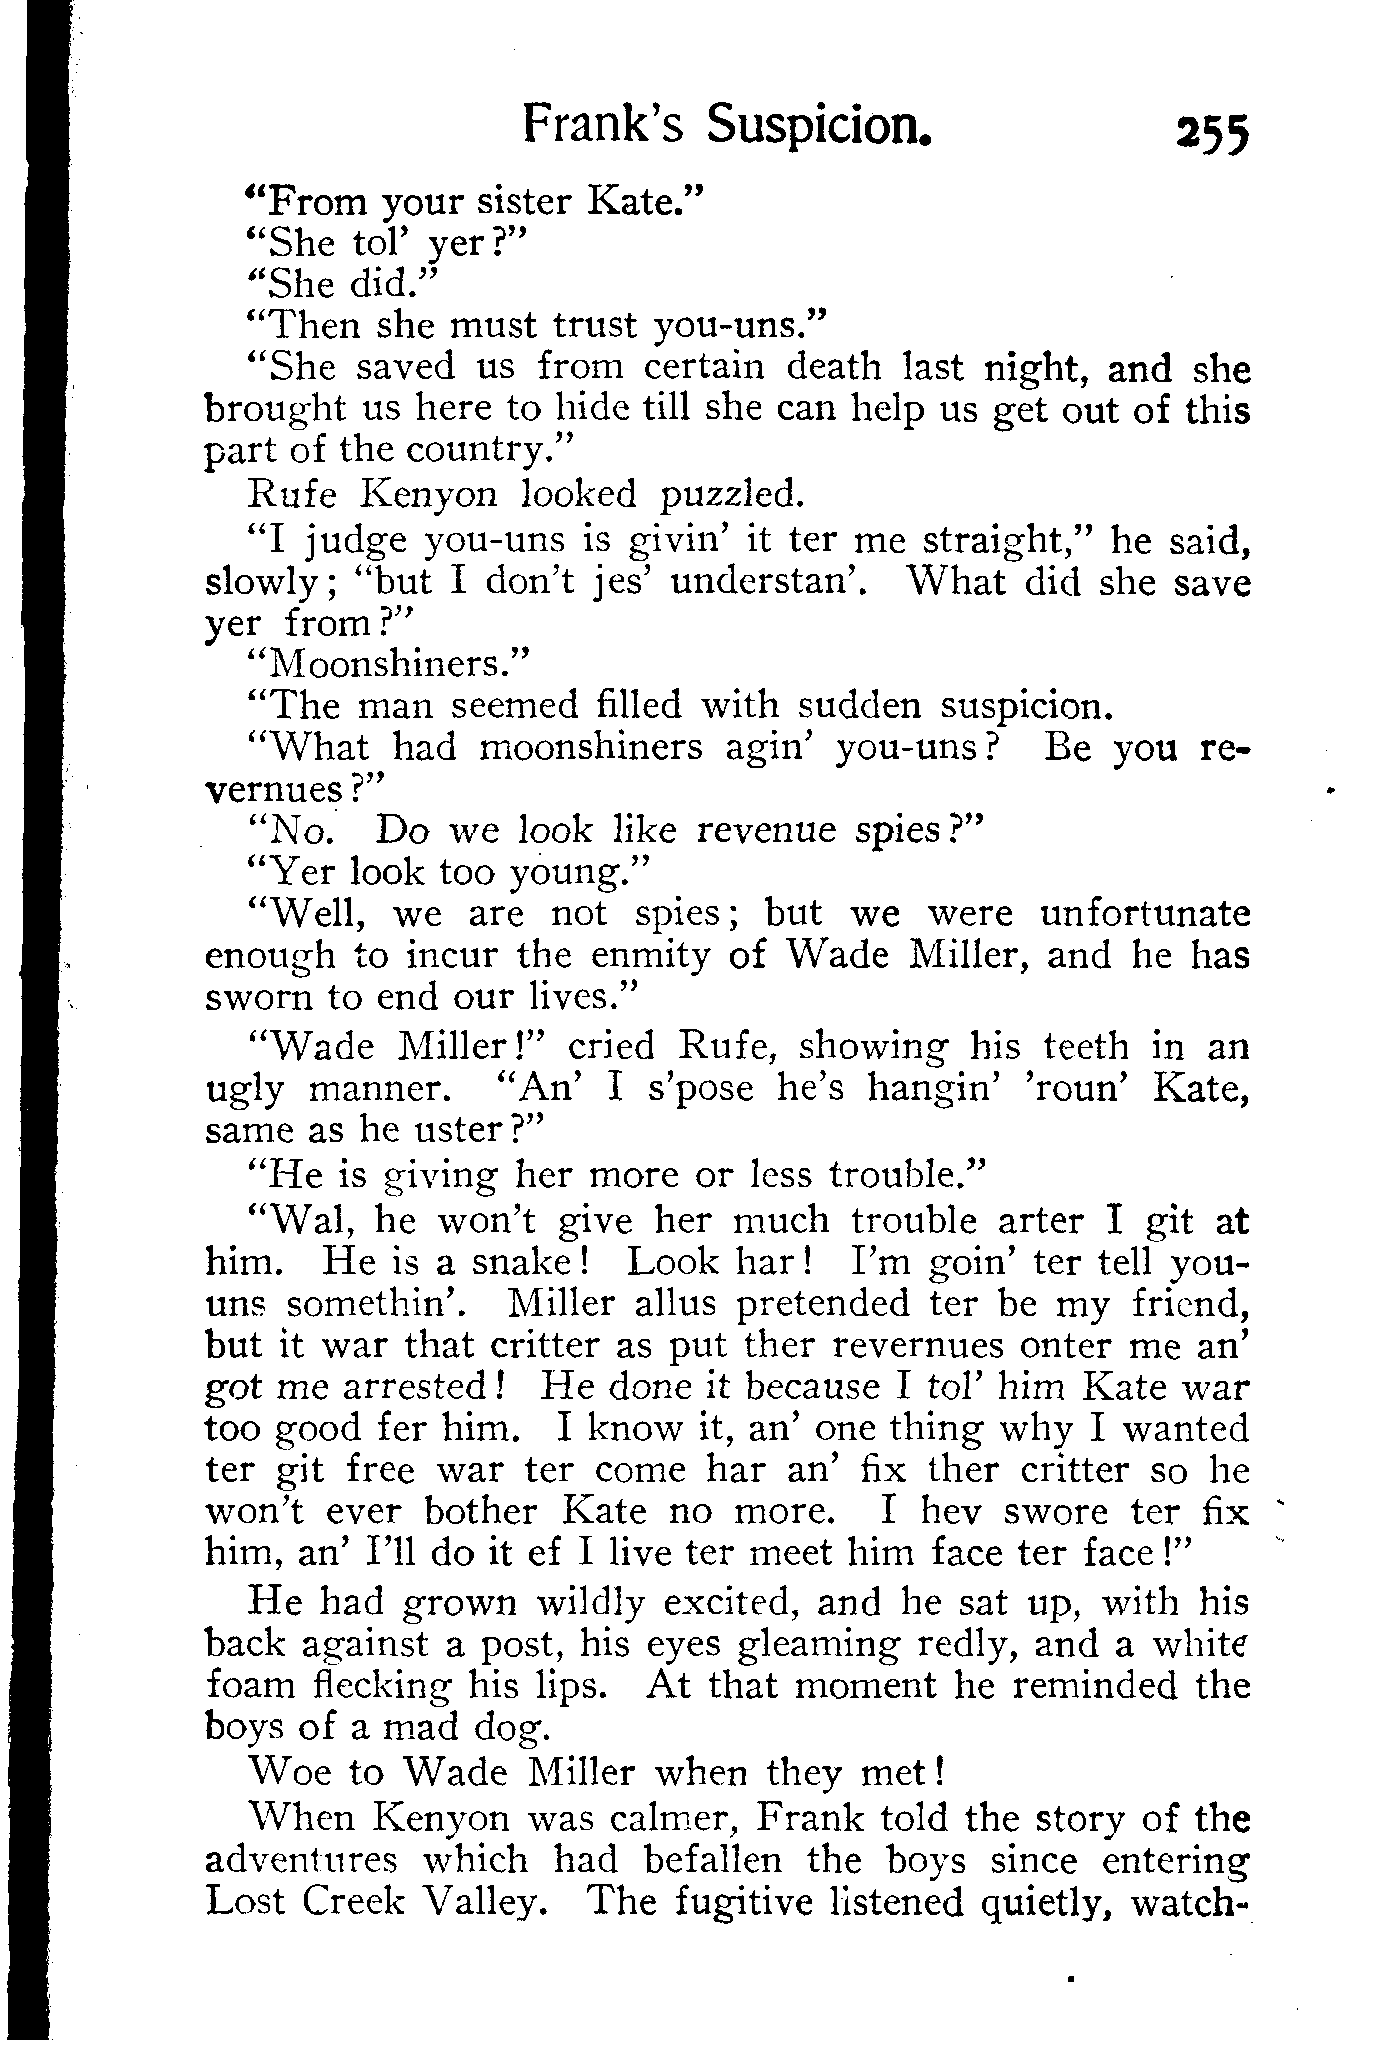 Frank's Suspicion. 255
"From your sister Kate."
"She tol' yer?"
"She did."
"Then she must trust you-uns."
"She saved us from certain death last night, and she
brought us here to hide till she can help us get out of this
part of the country."
Rufe Kenyon looked puzzled.
"I judge you-uns is givin' it ter me straight," he said,
slowly; "but I don't jes' understan'. What did she save
yer from?"
"Moonshiners."
"The man seemed filled with sudden suspicion.
"What had moonshiners agin' you-uns? Be you re-
vernues?"
"No. Do we look like revenue spies?"
"Yer look too young."
"Well, we are not spies; but we were unfortunate
enough to incur the enmity of Wade Miller, and he has
sworn to end our lives."
"Wade Miller!" cried Rufe, showing his teeth in an
ugly manner. "An' I s'pose he's hangin' 'roun' Kate,
same as he uster?"
"He is giving her more or less trouble."
"Wal, he won't give her much trouble arter I git at
him. He is a snake! Look har! I'm goin' ter tell you-
uns somethin'. Miller allus pretended ter be my friend,
but it war that critter as put ther revernues onter me an'
got me arrested! He done it because I tol' him Kate war
too good fer him. I know it, an' one thing why I wanted
ter git free war ter come har an' fix ther critter so he
won't ever bother Kate no more. I hev swore ter fix
him, an' I'll do it ef I live ter meet him face ter face!"
He had grown wildly excited, and he sat up, with his
back against a post, his eyes gleaming redly, and a white
foam flecking his lips. At that moment he reminded the
boys of a mad dog.
Woe to Wade Miller when they met!
When Kenyon was calmer, Frank told the story of the
adventures which had befallen the boys since entering
Lost Creek Valley. The fugitive listened quietly, watch-